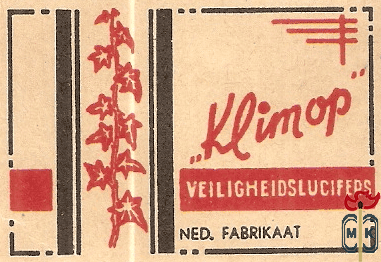 „Klimop"
VEILIGHEIDSLUCIFERS
NED. FABRIKAAT
MK